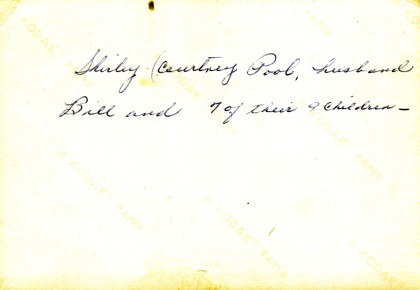 Shirley (Courtney Pool, husband
Bill and 7 of their 9 children —